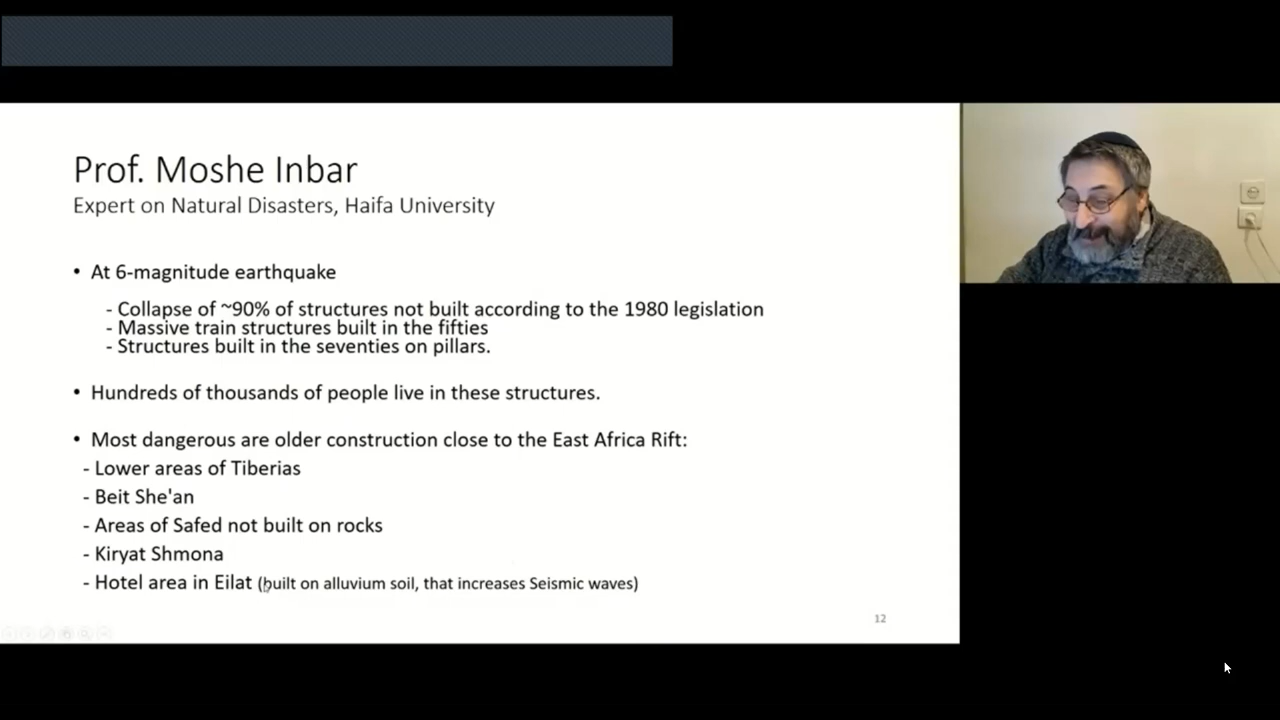 Prof. Moshe Inbar
Expert on Natural Disasters, Haifa University
• At 6-magnitude earthquake
- Collapse of ~90% of structures not built according to the 1980 legislation
- Massive train structures built in the fifties
- Structures built in the seventies on pillars.
• Hundreds of thousands of people live in these structures.
• Most dangerous are older construction close to the East Africa Rift:
- Lower areas of Tiberias
- Beit She'an
- Areas of Safed not built on rocks
- Kiryat Shmona
- Hotel area in Eilat (built on alluvium soil, that increases Seismic waves)
12